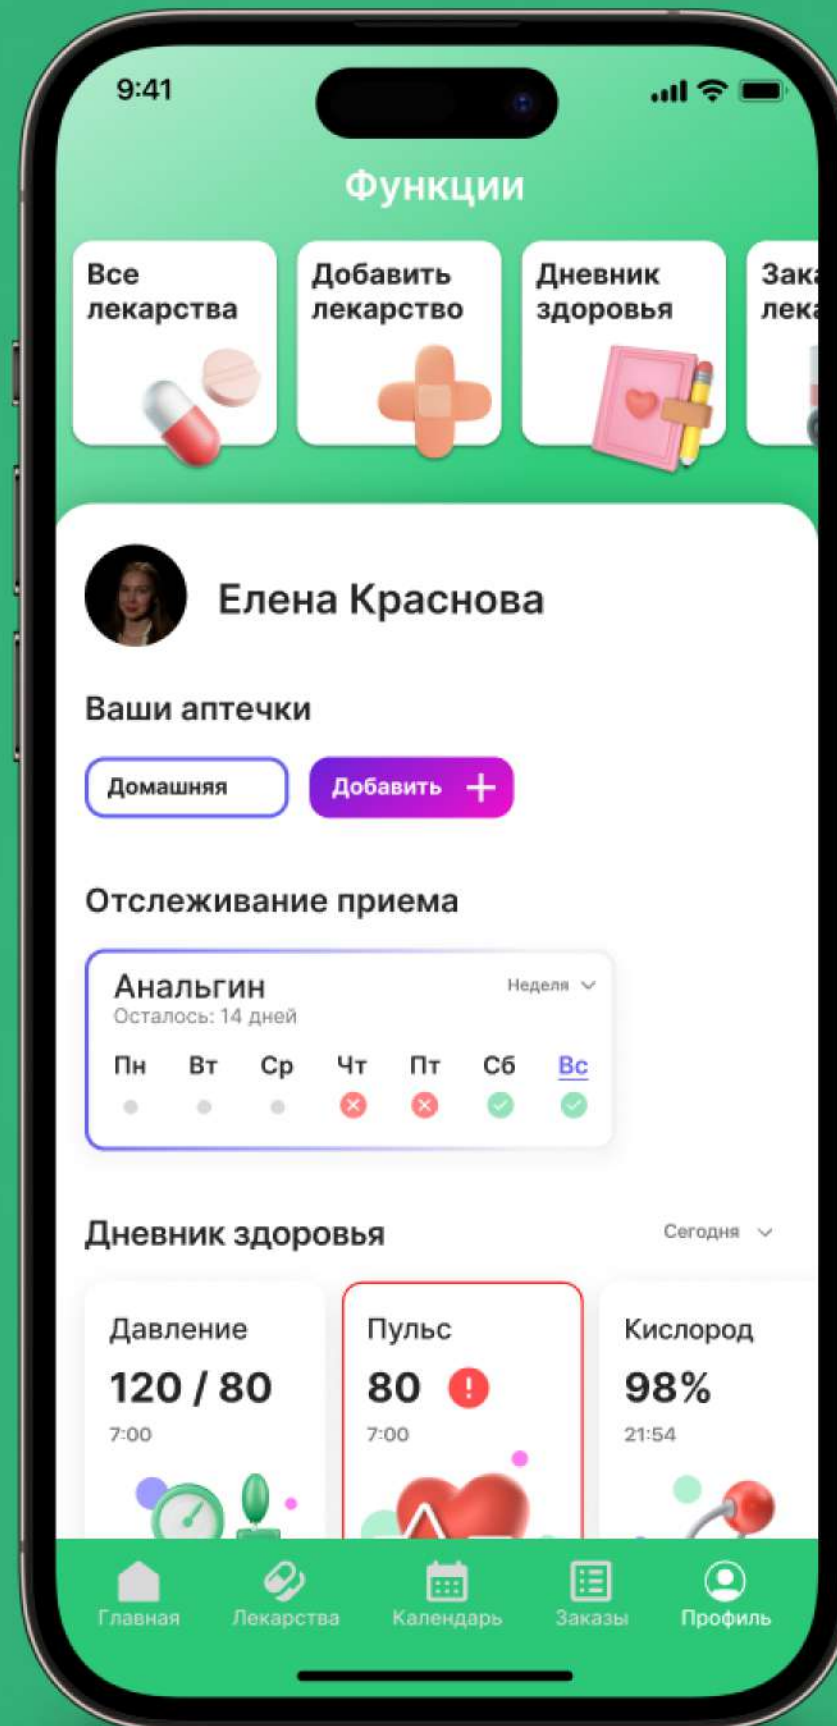 9:41
Функции
Все
лекарства
Добавить
лекарство
Дневник
здоровья
Елена Краснова
Ваши аптечки
Домашняя
Добавить
Отслеживание приема
Анальгин
Неделя
Осталось: 14 дней
Пн Вт Ср Чт Пт Сб Вс
Дневник здоровья
Сегодня
Давление
120 / 80
7:00
Пульс
80
7:00
Кислород
98%
21:54
Главная
Лекарства
Календарь
Заказы
Профиль